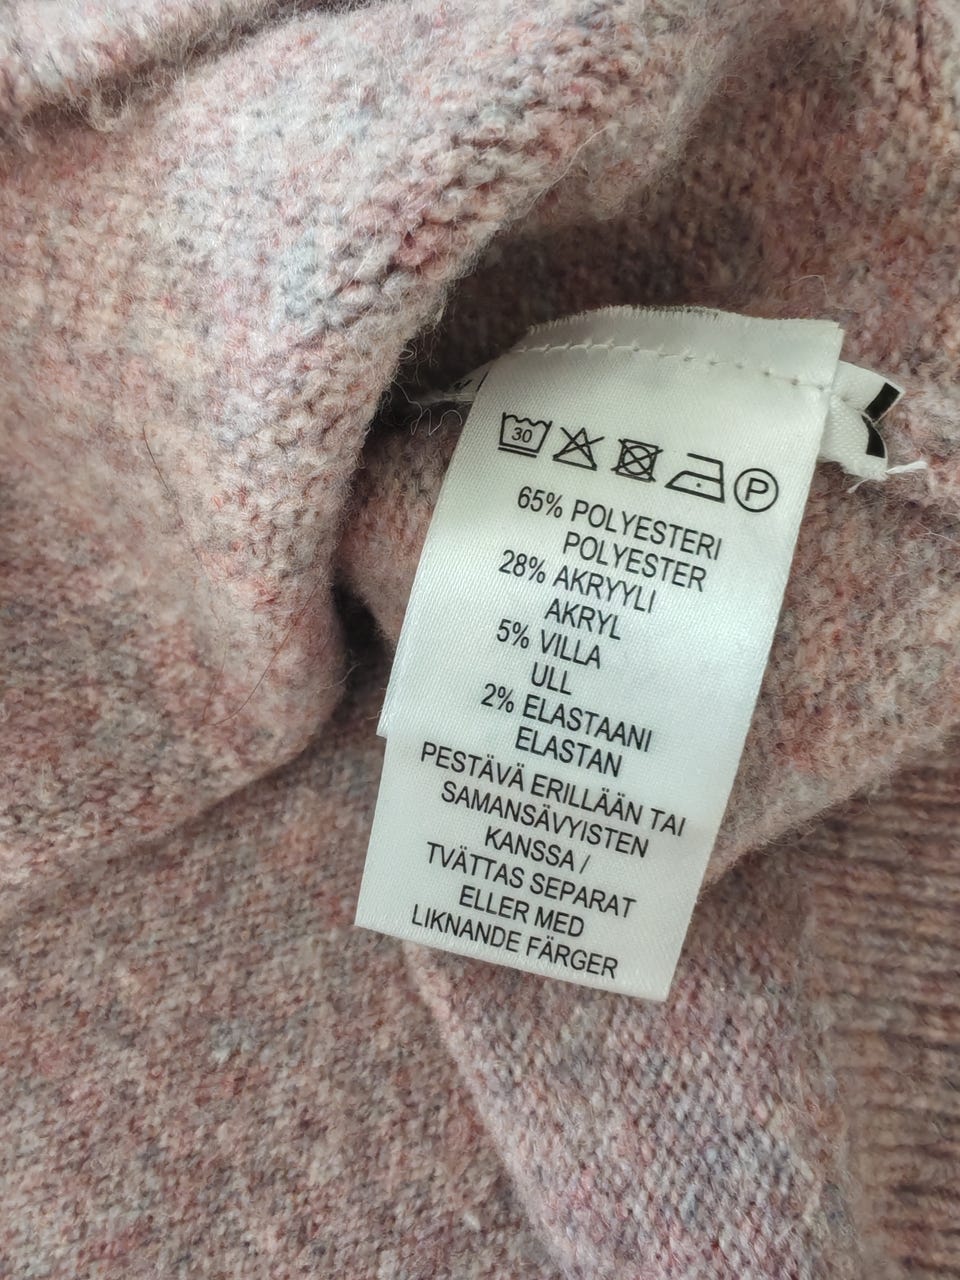 30
P
65% POLYESTERI
POLYESTER
28% AKRYYLI
AKRYL
5% VILLA
ULL
2% ELASTAANI
ELASTAN
PESTÄVÄ ERILLÄÄN TAI
SAMANSÄVYISTEN
KANSSA /
TVÄTTAS SEPARAT
ELLER MED
LIKNANDE FÄRGER